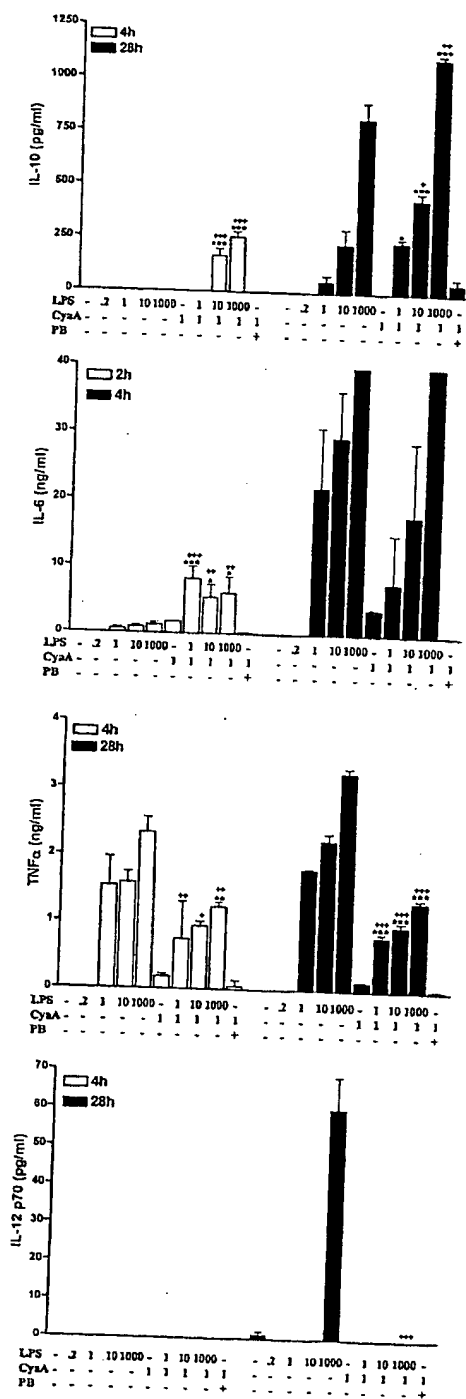 1250
4h
28h
1000
750
500
250
0
IL-10 (pg/ml)
+++ *** +++ *** * + *** ++ ***
LPS - .2 1 10 1000 - 1 10 1000 - - .2 1 10 1000 - 1 10 1000 -
CyaA - - - - - 1 1 1 1 1 - - - - - 1 1 1 1 1
PB - - - - - - - - - + - - - - - - - - - +
40
2h
4h
30
20
10
0
IL-6 (ng/ml)
+++ *** ++ * ++ *
LPS - .2 1 10 1000 - 1 10 1000 - - .2 1 10 1000 - 1 10 1000 -
CyaA - - - - - 1 1 1 1 1 - - - - - 1 1 1 1 1
PB - - - - - - - - - + - - - - - - - - - +
4
4h
28h
3
2
1
0
TNFα (ng/ml)
++ + ++ ** +++ *** +++ *** +++ ***
LPS - .2 1 10 1000 - 1 10 1000 - - .2 1 10 1000 - 1 10 1000 -
CyaA - - - - - 1 1 1 1 1 - - - - - 1 1 1 1 1
PB - - - - - - - - - + - - - - - - - - - +
70
4h
28h
60
50
40
30
20
10
0
IL-12 p70 (pg/ml)
+++
LPS - .2 1 10 1000 - 1 10 1000 - - .2 1 10 1000 - 1 10 1000 -
CyaA - - - - - 1 1 1 1 1 - - - - - 1 1 1 1 1
PB - - - - - - - - - + - - - - - - - - - +